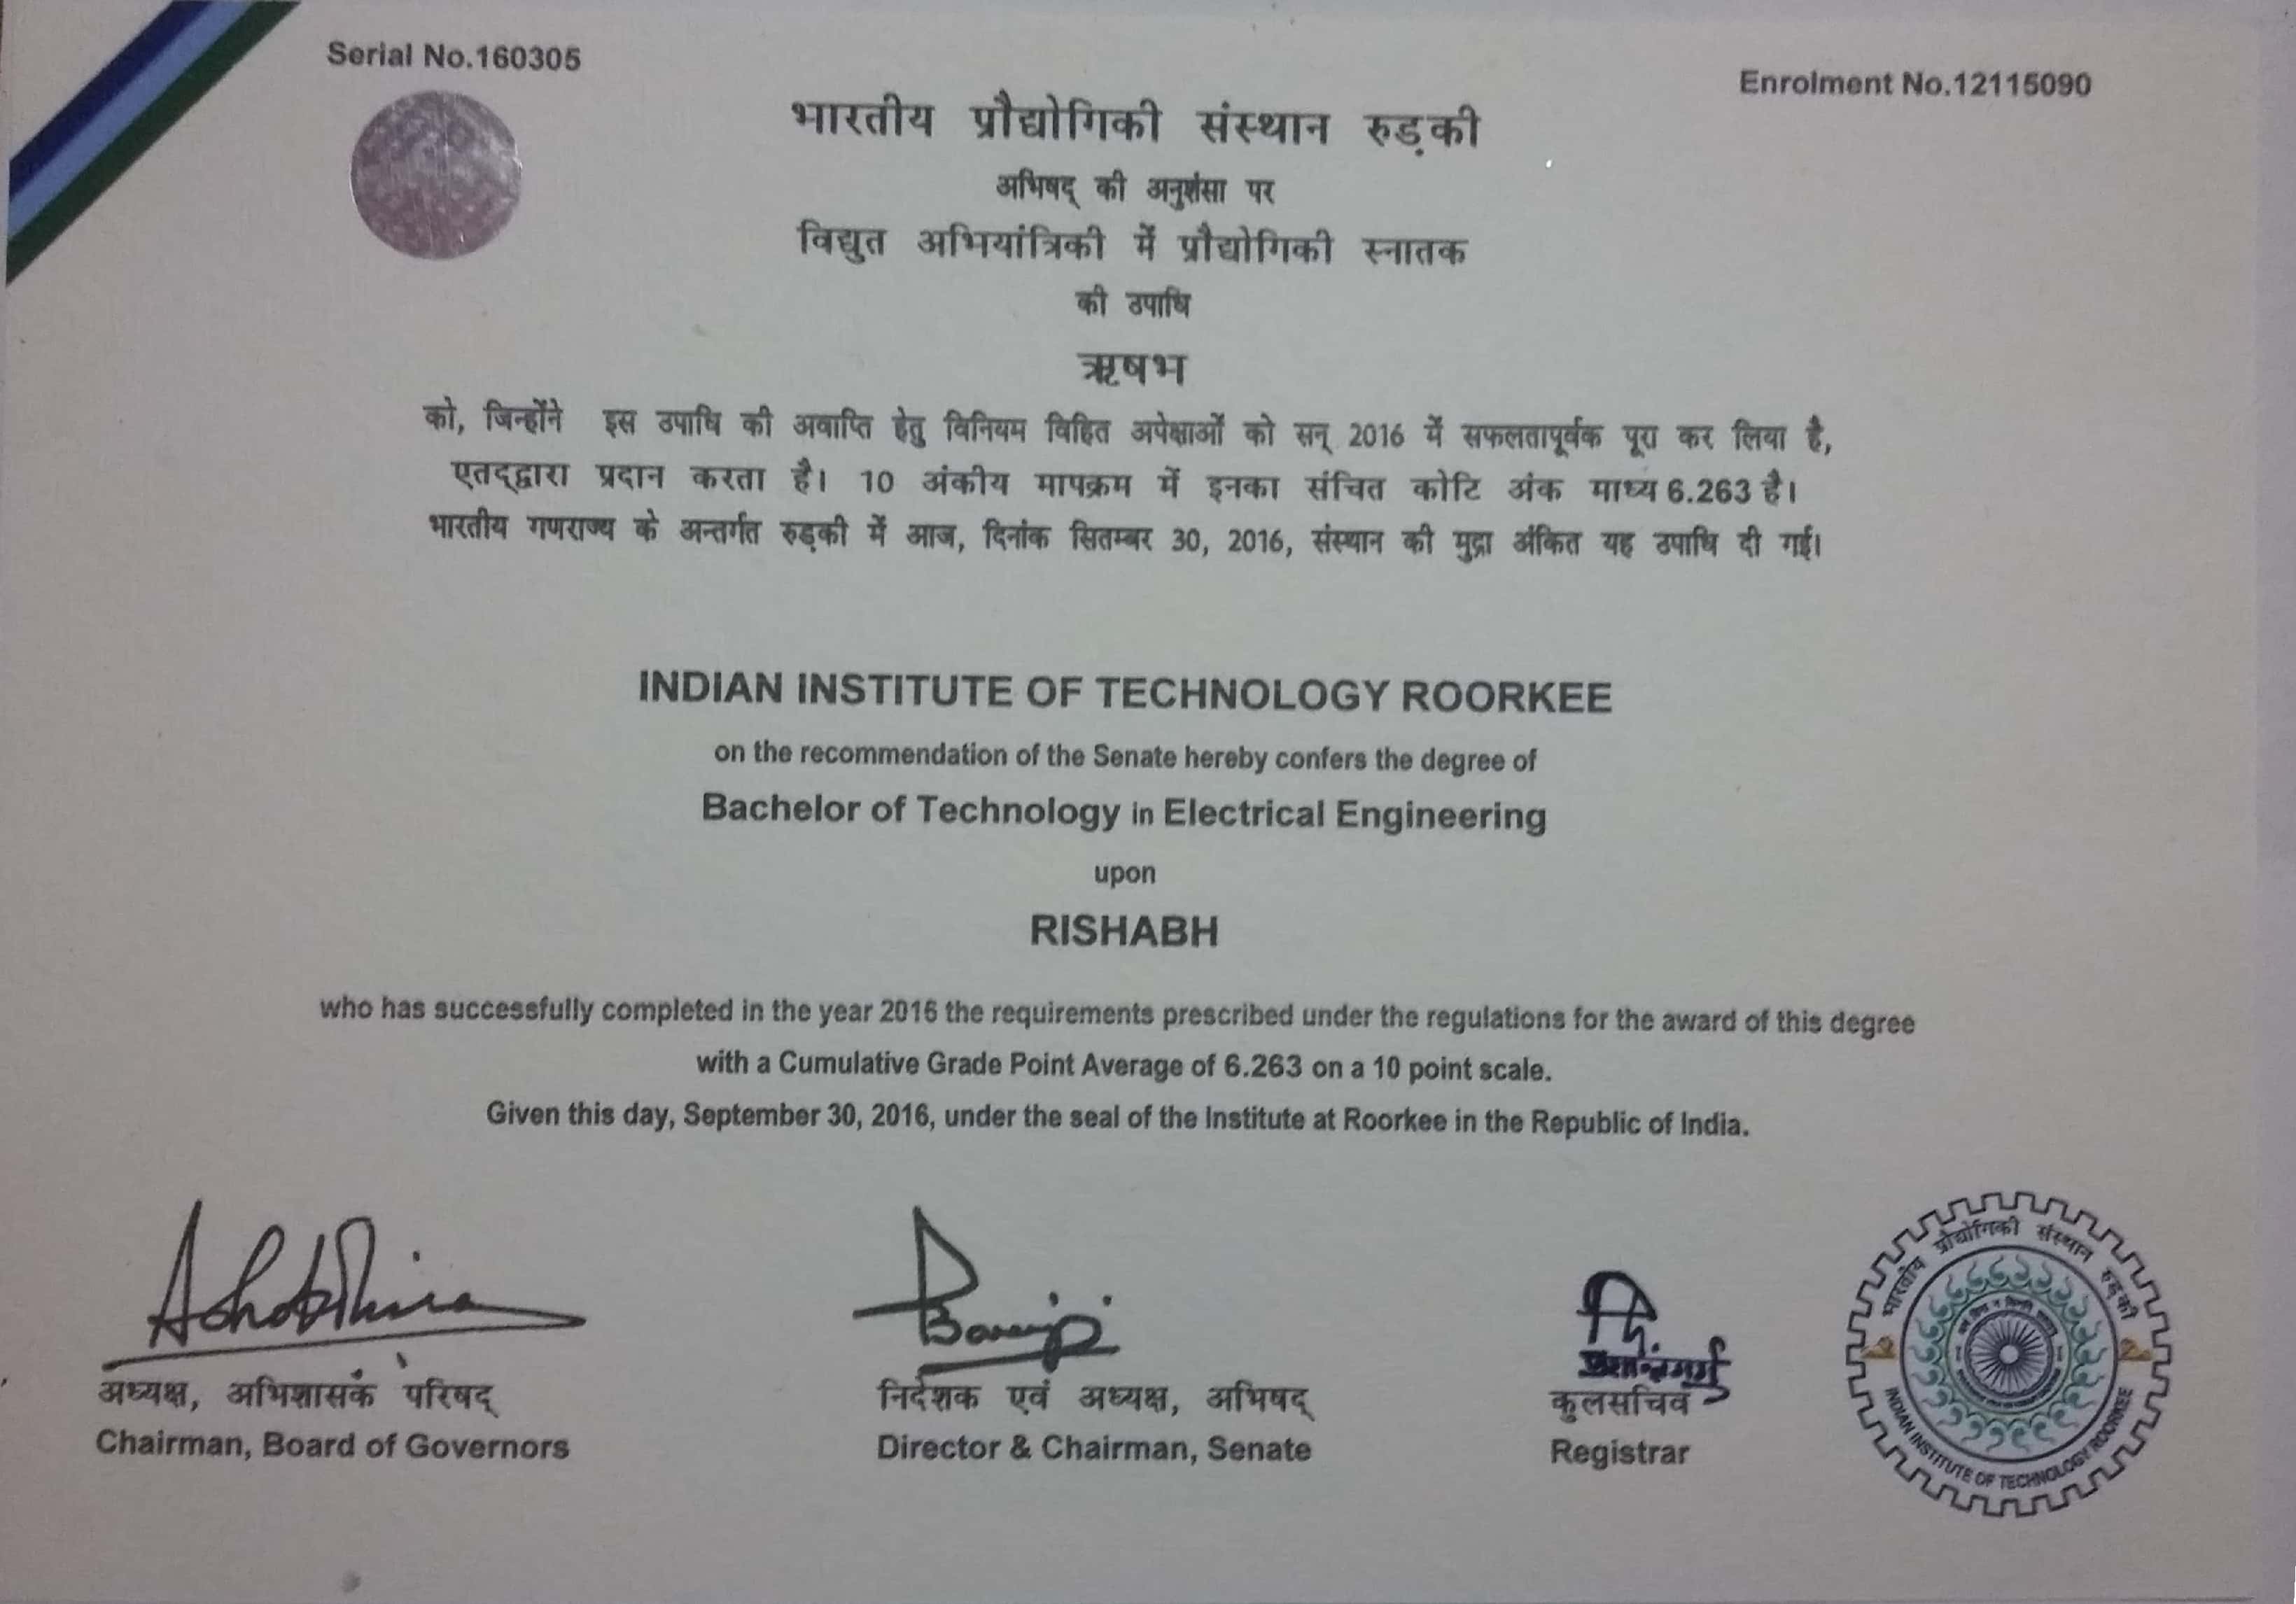 Serial No.160305
Enrolment No.12115090
भारतीय प्रौद्योगिकी संस्थान रुड़की
अभिषद् की अनुशंसा पर
विद्युत अभियांत्रिकी में प्रौद्योगिकी स्नातक
की उपाधि
ऋषभ
को, जिन्होंने इस उपाधि की अवाप्ति हेतु विनियम विहित अपेक्षाओं को सन् 2016 में सफलतापूर्वक पूरा कर लिया है,
एतद्द्वारा प्रदान करता है। 10 अंकीय मापक्रम में इनका संचित कोटि अंक माध्य 6.263 है।
भारतीय गणराज्य के अन्तर्गत रुड़की में आज, दिनांक सितम्बर 30, 2016, संस्थान की मुद्रा अंकित यह उपाधि दी गई।
INDIAN INSTITUTE OF TECHNOLOGY ROORKEE
on the recommendation of the Senate hereby confers the degree of
Bachelor of Technology in Electrical Engineering
upon
RISHABH
who has successfully completed in the year 2016 the requirements prescribed under the regulations for the award of this degree
with a Cumulative Grade Point Average of 6.263 on a 10 point scale.
Given this day, September 30, 2016, under the seal of the Institute at Roorkee in the Republic of India.
अध्यक्ष, अभिशासक परिषद्
Chairman, Board of Governors
निर्देशक एवं अध्यक्ष, अभिषद्
Director & Chairman, Senate
कुलसचिव
Registrar
भारतीय प्रौद्योगिकी संस्थान रुड़की
INDIAN INSTITUTE OF TECHNOLOGY ROORKEE